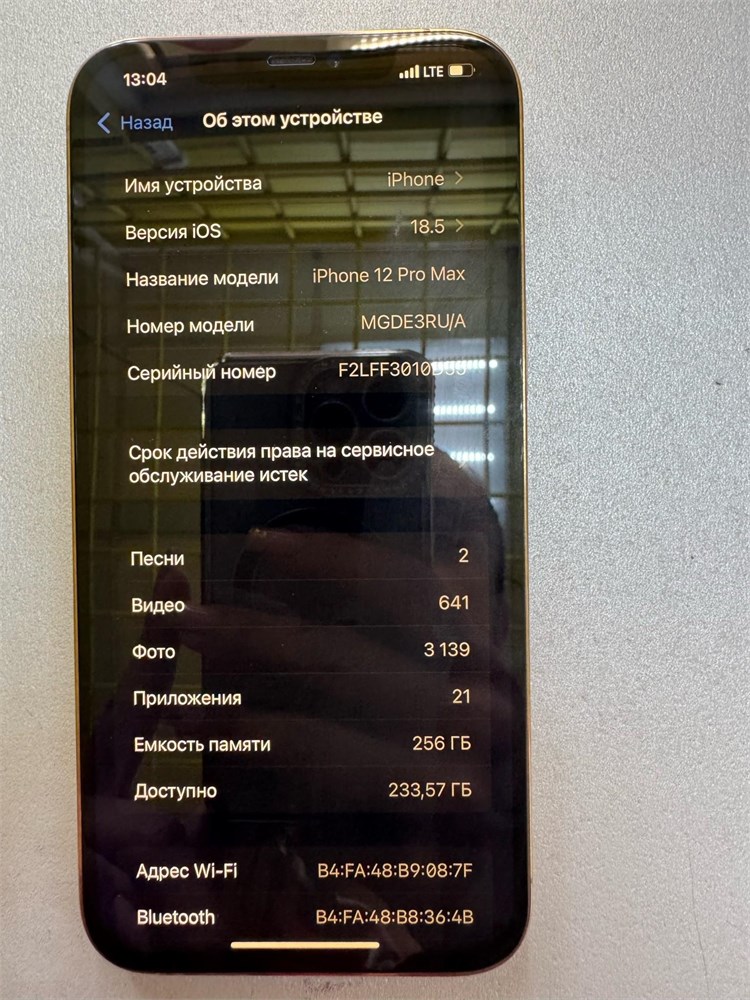 13:04 LTE
Назад Об этом устройстве
Имя устройства iPhone
Версия iOS 18.5
Название модели iPhone 12 Pro Max
Номер модели MGDE3RU/A
Серийный номер
Срок действия права на сервисное
обслуживание истек
Песни 2
Видео 641
Фото 3 139
Приложения 21
Емкость памяти 256 ГБ
Доступно 233,57 ГБ
Адрес Wi-Fi B4:FA:48:B9:08:7F
Bluetooth B4:FA:48:B8:36:4B